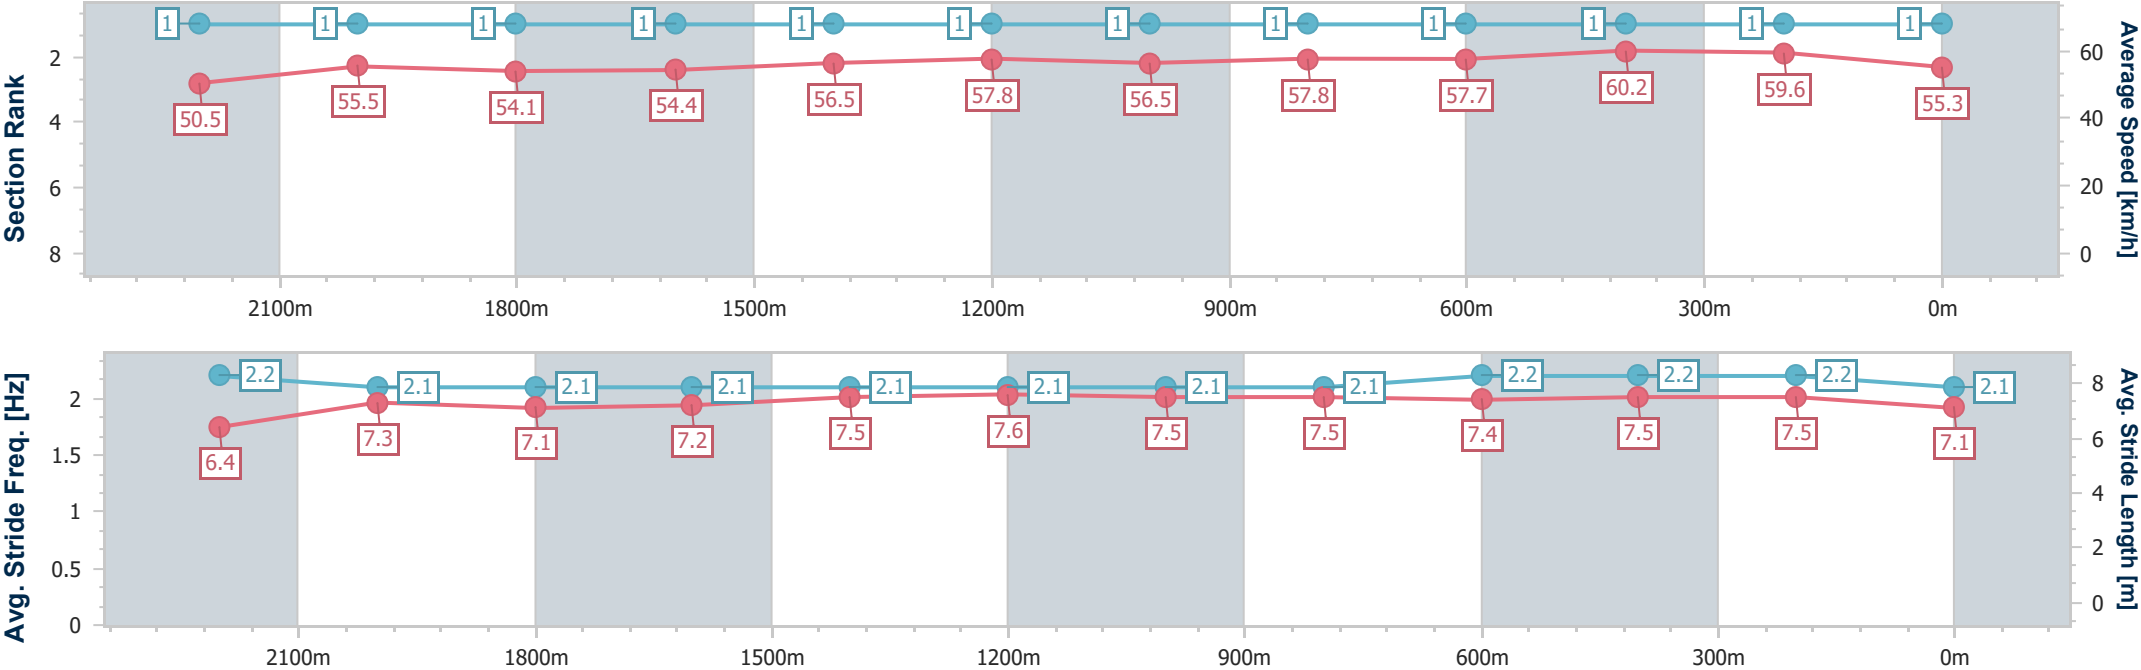 1 1 1 1 1 1 1 1 1 1 1 1
50.5 55.5 54.1 54.4 56.5 57.8 56.5 57.8 57.7 60.2 59.6 55.3
Section Rank
2
4
6
8
Average Speed [km/h]
60
40
20
0
2100m 1800m 1500m 1200m 900m 600m 300m 0m
2.2 2.1 2.1 2.1 2.1 2.1 2.1 2.1 2.2 2.2 2.2 2.1
6.4 7.3 7.1 7.2 7.5 7.6 7.5 7.5 7.4 7.5 7.5 7.1
Avg. Stride Freq. [Hz]
2
1.5
1
0.5
0
Avg. Stride Length [m]
8
6
4
2
0
2100m 1800m 1500m 1200m 900m 600m 300m 0m